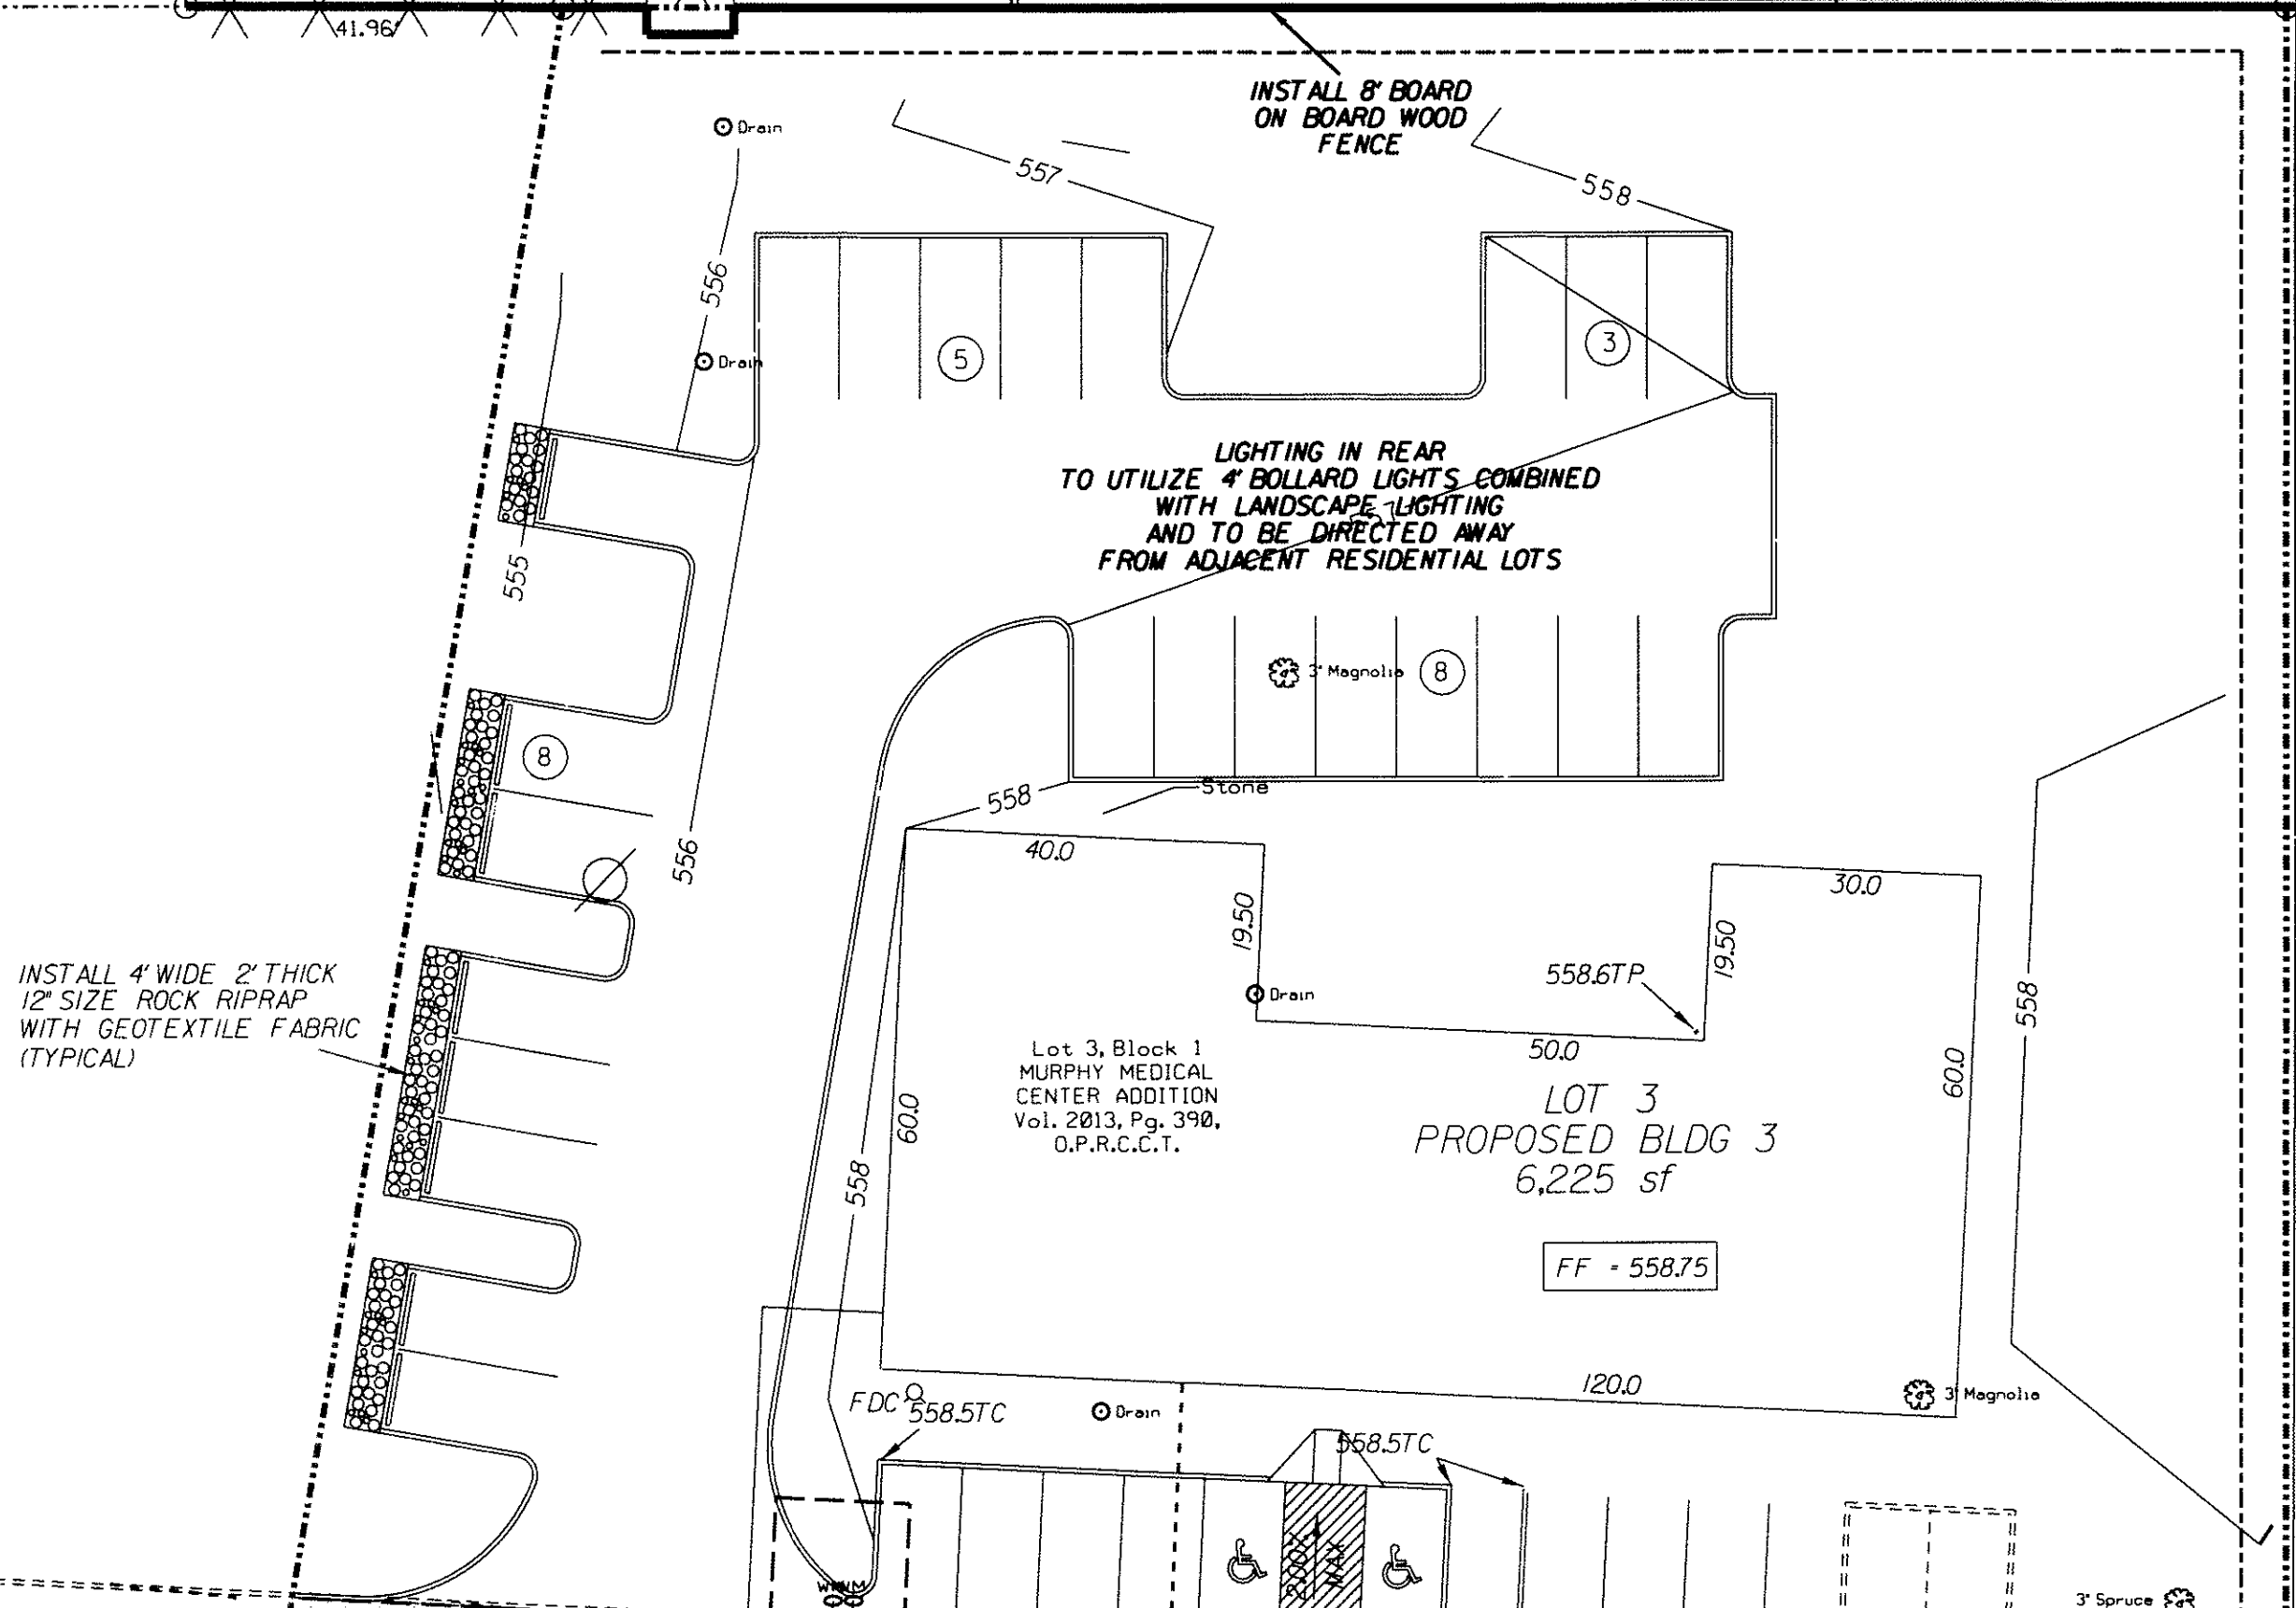 41.96'
INSTALL 8' BOARD
ON BOARD WOOD
FENCE
Drain
557
558
556
5
3
Drain
LIGHTING IN REAR
TO UTILIZE 4' BOLLARD LIGHTS COMBINED
WITH LANDSCAPE LIGHTING
AND TO BE DIRECTED AWAY
FROM ADJACENT RESIDENTIAL LOTS
555
3" Magnolia
8
8
558
Stone
556
40.0
30.0
19.50
19.50
INSTALL 4' WIDE 2' THICK
12" SIZE ROCK RIPRAP
WITH GEOTEXTILE FABRIC
(TYPICAL)
558.6TP
Drain
558
50.0
Lot 3, Block 1
MURPHY MEDICAL
CENTER ADDITION
Vol. 2013, Pg. 390,
O.P.R.C.C.T.
60.0
60.0
LOT 3
PROPOSED BLDG 3
6,225 sf
558
FF = 558.75
120.0
3" Magnolia
FDC
558.5TC
Drain
558.5TC
2.00%
MAX
WM
3" Spruce